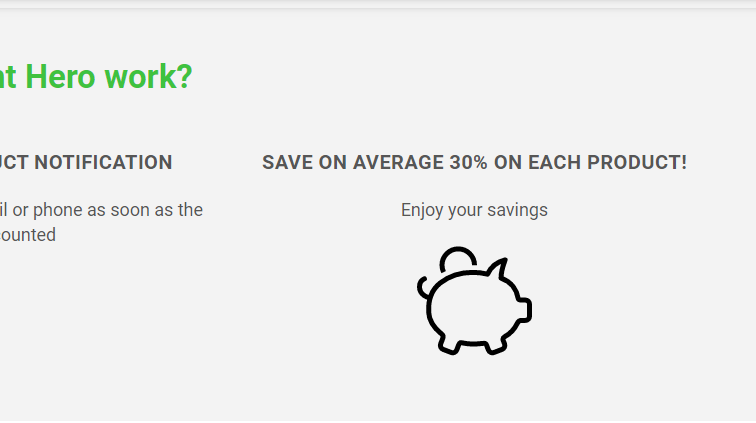 nt Hero work?
UCT NOTIFICATION
il or phone as soon as the
counted
SAVE ON AVERAGE 30% ON EACH PRODUCT!
Enjoy your savings